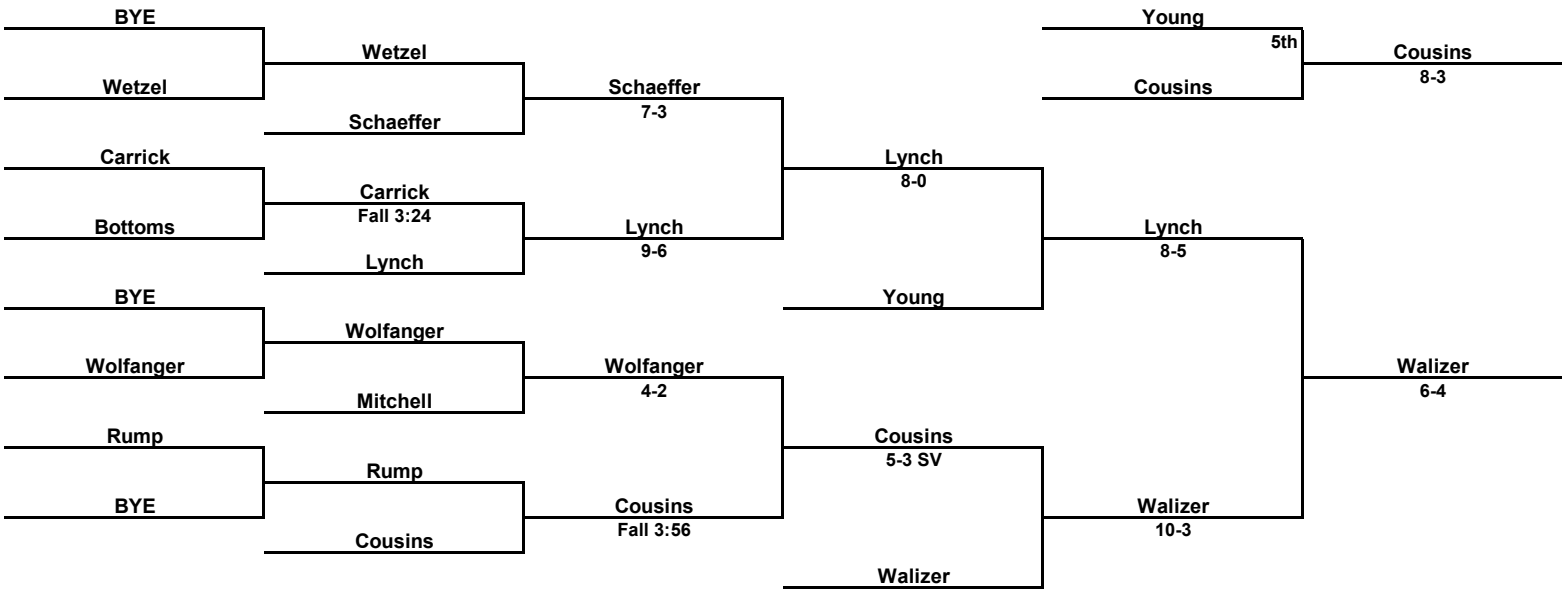 BYE
Young
Wetzel
5th
Cousins
8-3
Wetzel
Schaeffer
7-3
Cousins
Schaeffer
Carrick
Lynch
8-0
Carrick
Fall 3:24
Bottoms
Lynch
9-6
Lynch
8-5
Lynch
BYE
Young
Wolfanger
Wolfanger
Wolfanger
4-2
Walizer
6-4
Mitchell
Rump
Cousins
5-3 SV
Rump
BYE
Cousins
Fall 3:56
Walizer
10-3
Cousins
Walizer